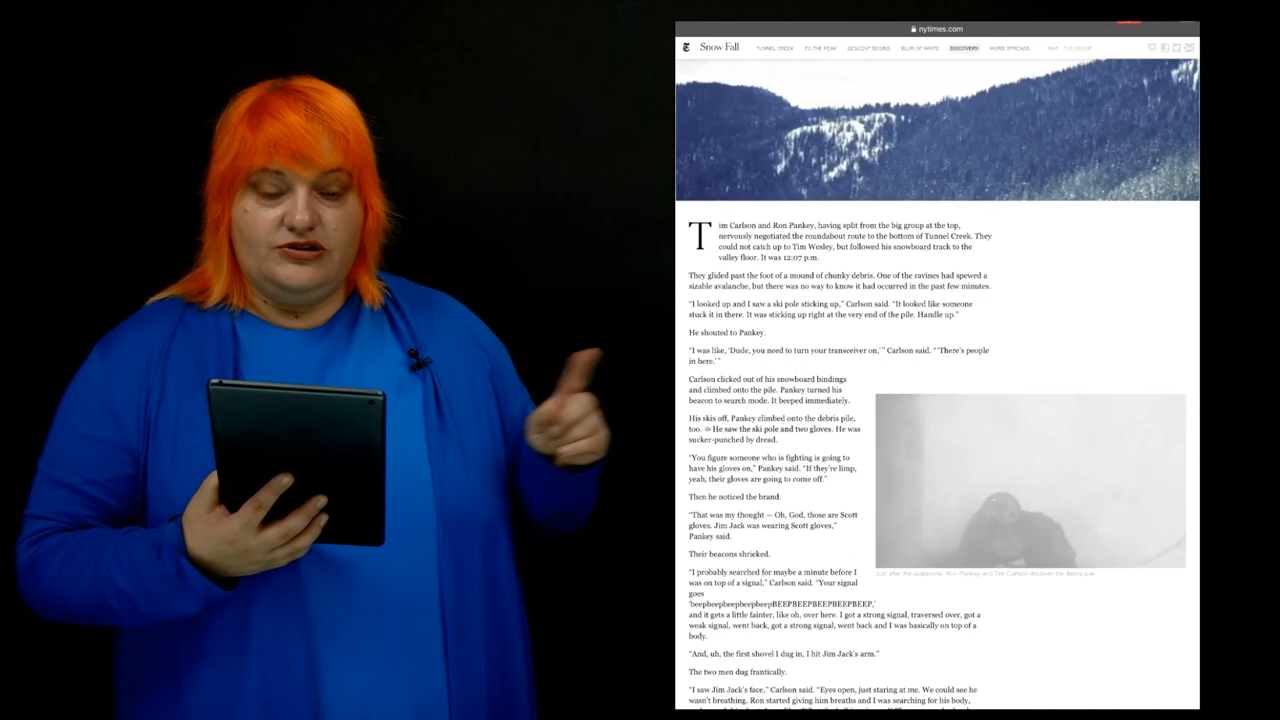 nytimes.com
Snow Fall TUNNEL CREEK TO THE PEAK DESCENT BEGINS BLUR OF WHITE DISCOVERY WORD SPREADS MAP THE GROUP
Tim Carlson and Ron Pankey, having split from the big group at the top,
nervously negotiated the roundabout route to the bottom of Tunnel Creek. They
could not catch up to Tim Wesley, but followed his snowboard track to the
valley floor. It was 12:07 p.m.
They glided past the foot of a mound of chunky debris. One of the ravines had spewed a
sizable avalanche, but there was no way to know it had occurred in the past few minutes.
“I looked up and I saw a ski pole sticking up,” Carlson said. “It looked like someone
stuck it in there. It was sticking up right at the very end of the pile. Handle up.”
He shouted to Pankey.
“I was like, ‘Dude, you need to turn your transceiver on,’” Carlson said. “‘There’s people
in here.’”
Carlson clicked out of his snowboard bindings
and climbed onto the pile. Pankey turned his
beacon to search mode. It beeped immediately.
His skis off, Pankey climbed onto the debris pile,
too. He saw the ski pole and two gloves. He was
sucker-punched by dread.
“You figure someone who is fighting is going to
have his gloves on,” Pankey said. “If they’re limp,
yeah, their gloves are going to come off.”
Then he noticed the brand.
“That was my thought — Oh, God, those are Scott
gloves. Jim Jack was wearing Scott gloves,”
Pankey said.
Their beacons shrieked.
“I probably searched for maybe a minute before I
was on top of a signal,” Carlson said. “Your signal
goes
‘beepbeepbeepbeepbeepBEEPBEEPBEEPBEEPBEEP,’
and it gets a little fainter, like oh, over here. I got a strong signal, traversed over, got a
weak signal, went back, got a strong signal, went back and I was basically on top of a
body.
“And, uh, the first shovel I dug in, I hit Jim Jack’s arm.”
The two men dug frantically.
“I saw Jim Jack’s face,” Carlson said. “Eyes open, just staring at me. We could see he
wasn’t breathing. Ron started giving him breaths and I was searching for his body,
Just after the avalanche, Ron Pankey and Tim Carlson discover the debris pile.